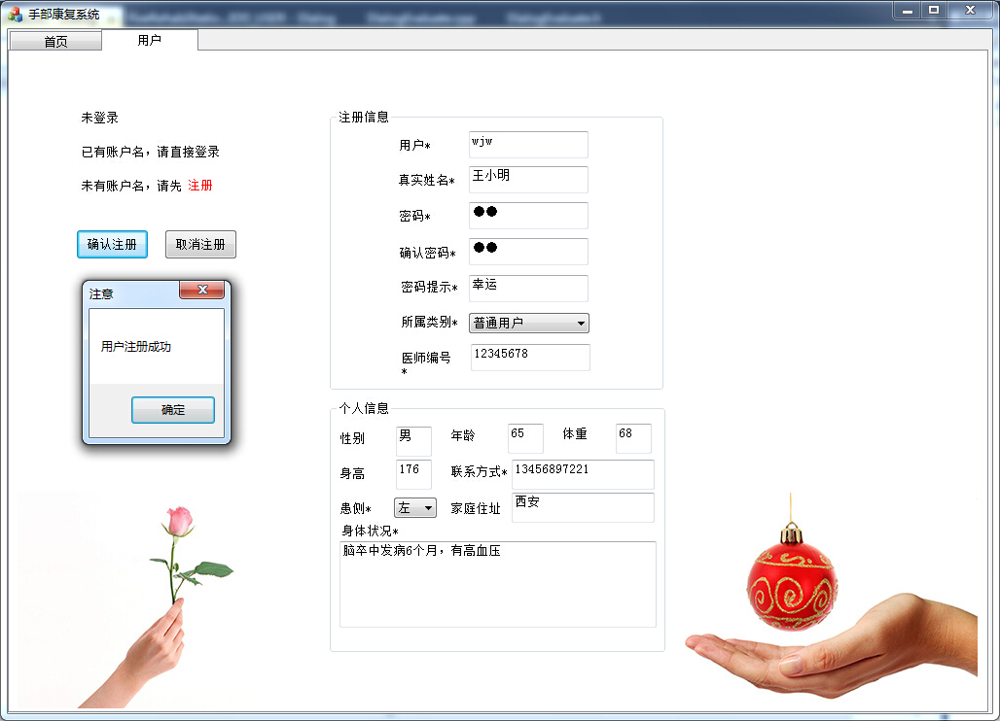 手部康复系统
首页
用户
未登录
已有账户名，请直接登录
未有账户名，请先 注册
确认注册
取消注册
注意
用户注册成功
确定
注册信息
用户*
wjw
真实姓名*
王小明
密码*
●●
确认密码*
●●
密码提示*
幸运
所属类别*
普通用户
医师编号
*
12345678
个人信息
性别
男
年龄
65
体重
68
身高
176
联系方式*
13456897221
患侧*
左
家庭住址
西安
身体状况*
脑卒中发病6个月，有高血压